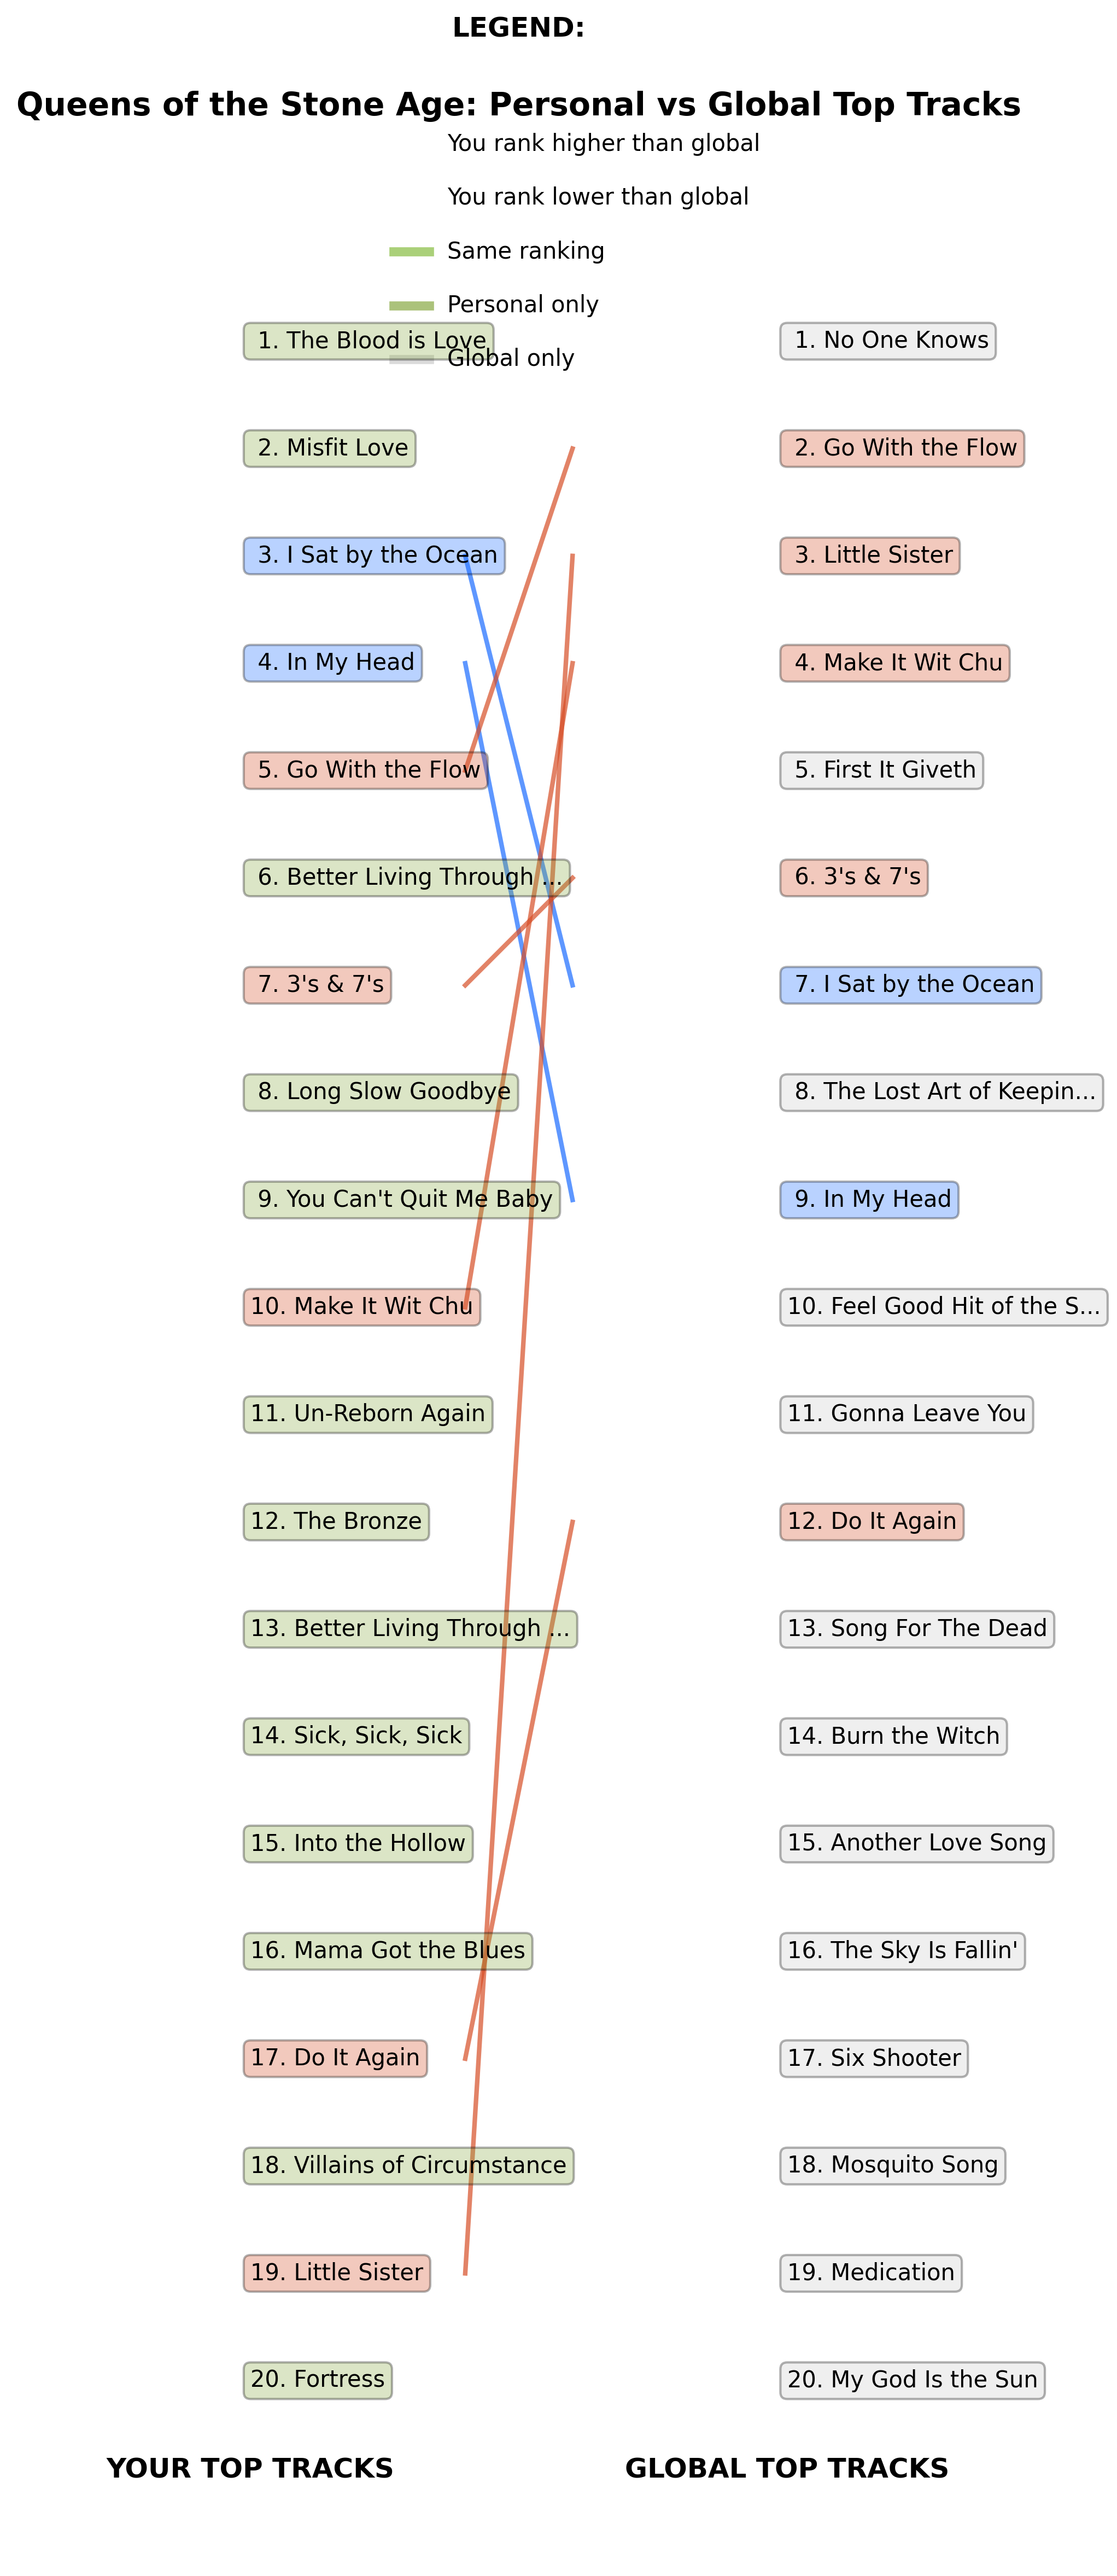 LEGEND:
Queens of the Stone Age: Personal vs Global Top Tracks
You rank higher than global
You rank lower than global
Same ranking
Personal only
Global only
1. The Blood is Love
2. Misfit Love
3. I Sat by the Ocean
4. In My Head
5. Go With the Flow
6. Better Living Through ...
7. 3's & 7's
8. Long Slow Goodbye
9. You Can't Quit Me Baby
10. Make It Wit Chu
11. Un-Reborn Again
12. The Bronze
13. Better Living Through ...
14. Sick, Sick, Sick
15. Into the Hollow
16. Mama Got the Blues
17. Do It Again
18. Villains of Circumstance
19. Little Sister
20. Fortress
YOUR TOP TRACKS
1. No One Knows
2. Go With the Flow
3. Little Sister
4. Make It Wit Chu
5. First It Giveth
6. 3's & 7's
7. I Sat by the Ocean
8. The Lost Art of Keepin...
9. In My Head
10. Feel Good Hit of the S...
11. Gonna Leave You
12. Do It Again
13. Song For The Dead
14. Burn the Witch
15. Another Love Song
16. The Sky Is Fallin'
17. Six Shooter
18. Mosquito Song
19. Medication
20. My God Is the Sun
GLOBAL TOP TRACKS